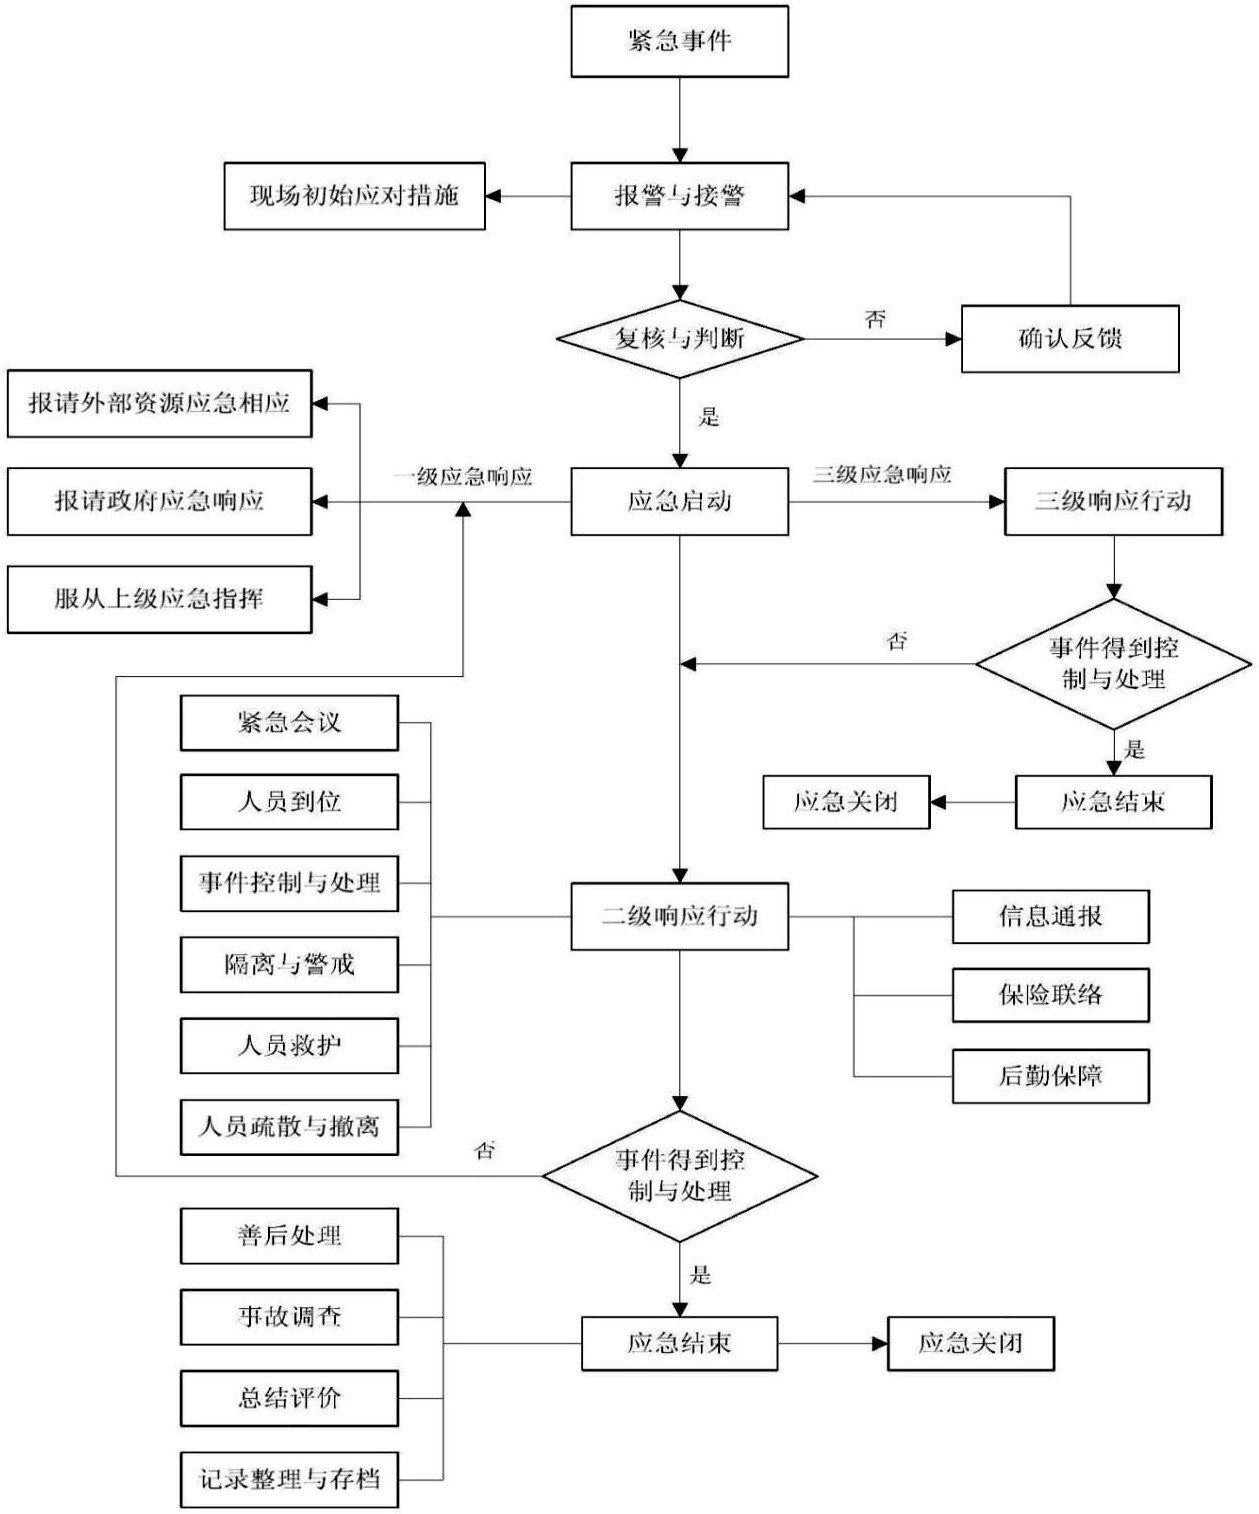 紧急事件
现场初始应对措施
报警与接警
复核与判断
否
确认反馈
是
报请外部资源应急相应
一级应急响应
报请政府应急响应
应急启动
三级应急响应
三级响应行动
服从上级应急指挥
否
事件得到控
制与处理
是
紧急会议
人员到位
应急关闭
应急结束
事件控制与处理
二级响应行动
信息通报
隔离与警戒
保险联络
人员救护
后勤保障
人员疏散与撤离
否
事件得到控
制与处理
是
善后处理
事故调查
应急结束
应急关闭
总结评价
记录整理与存档